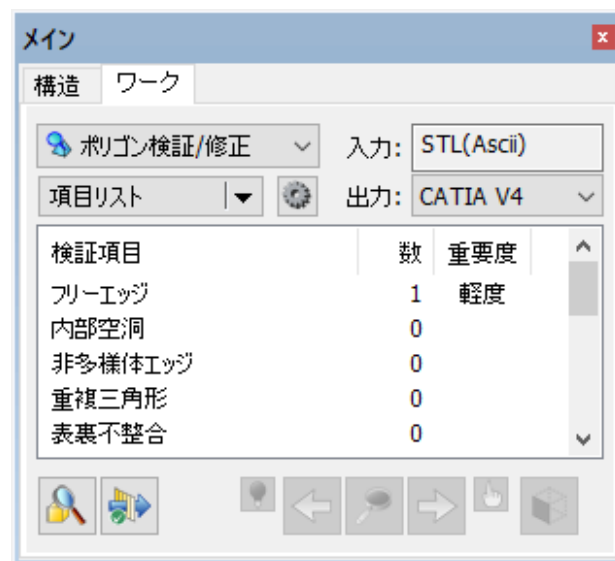 メイン
構造 ワーク
ポリゴン検証/修正 入力: STL(Ascii)
項目リスト 出力: CATIA V4
検証項目 数 重要度
フリーエッジ 1 軽度
内部空洞 0
非多様体エッジ 0
重複三角形 0
表裏不整合 0